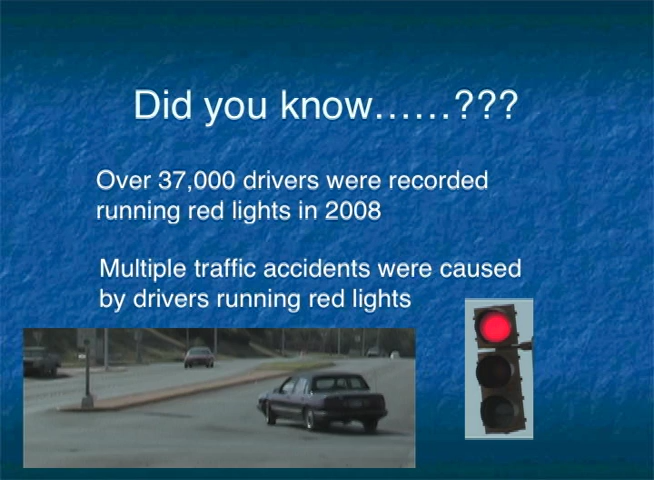 Did you know……???
Over 37,000 drivers were recorded
running red lights in 2008
Multiple traffic accidents were caused
by drivers running red lights